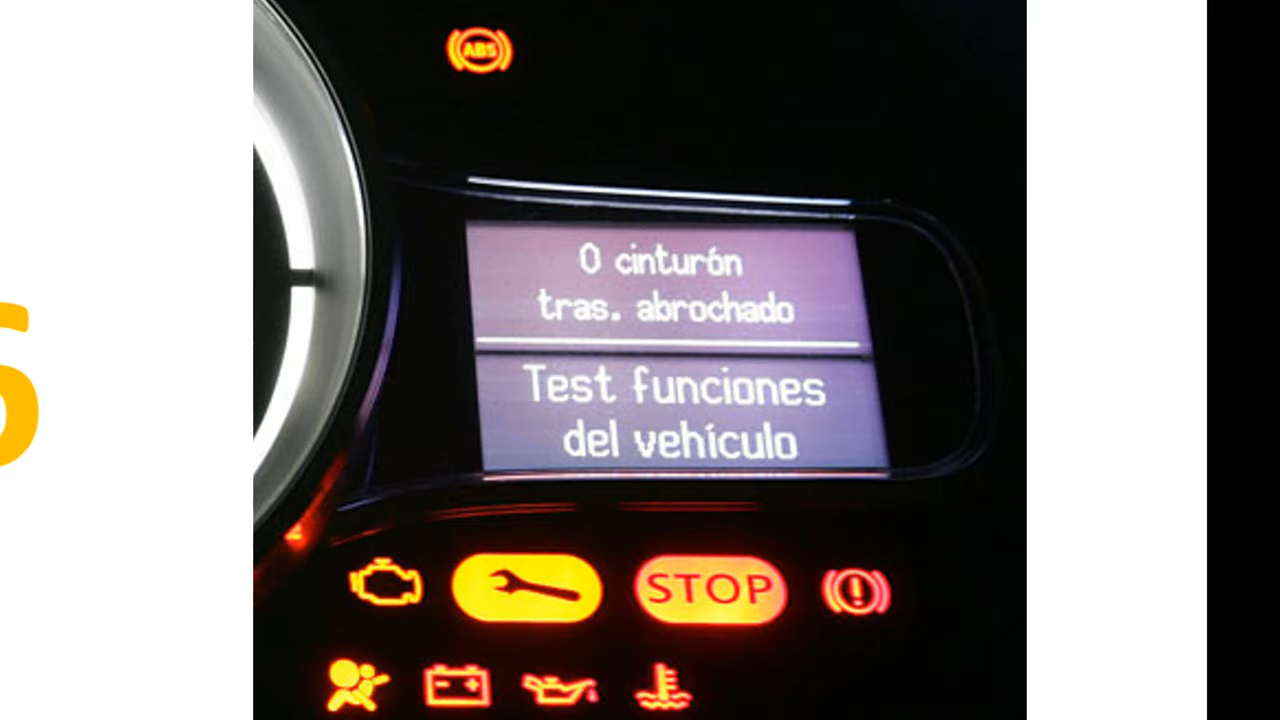 ABS
0 cinturón
tras. abrochado
Test funciones
del vehículo
STOP